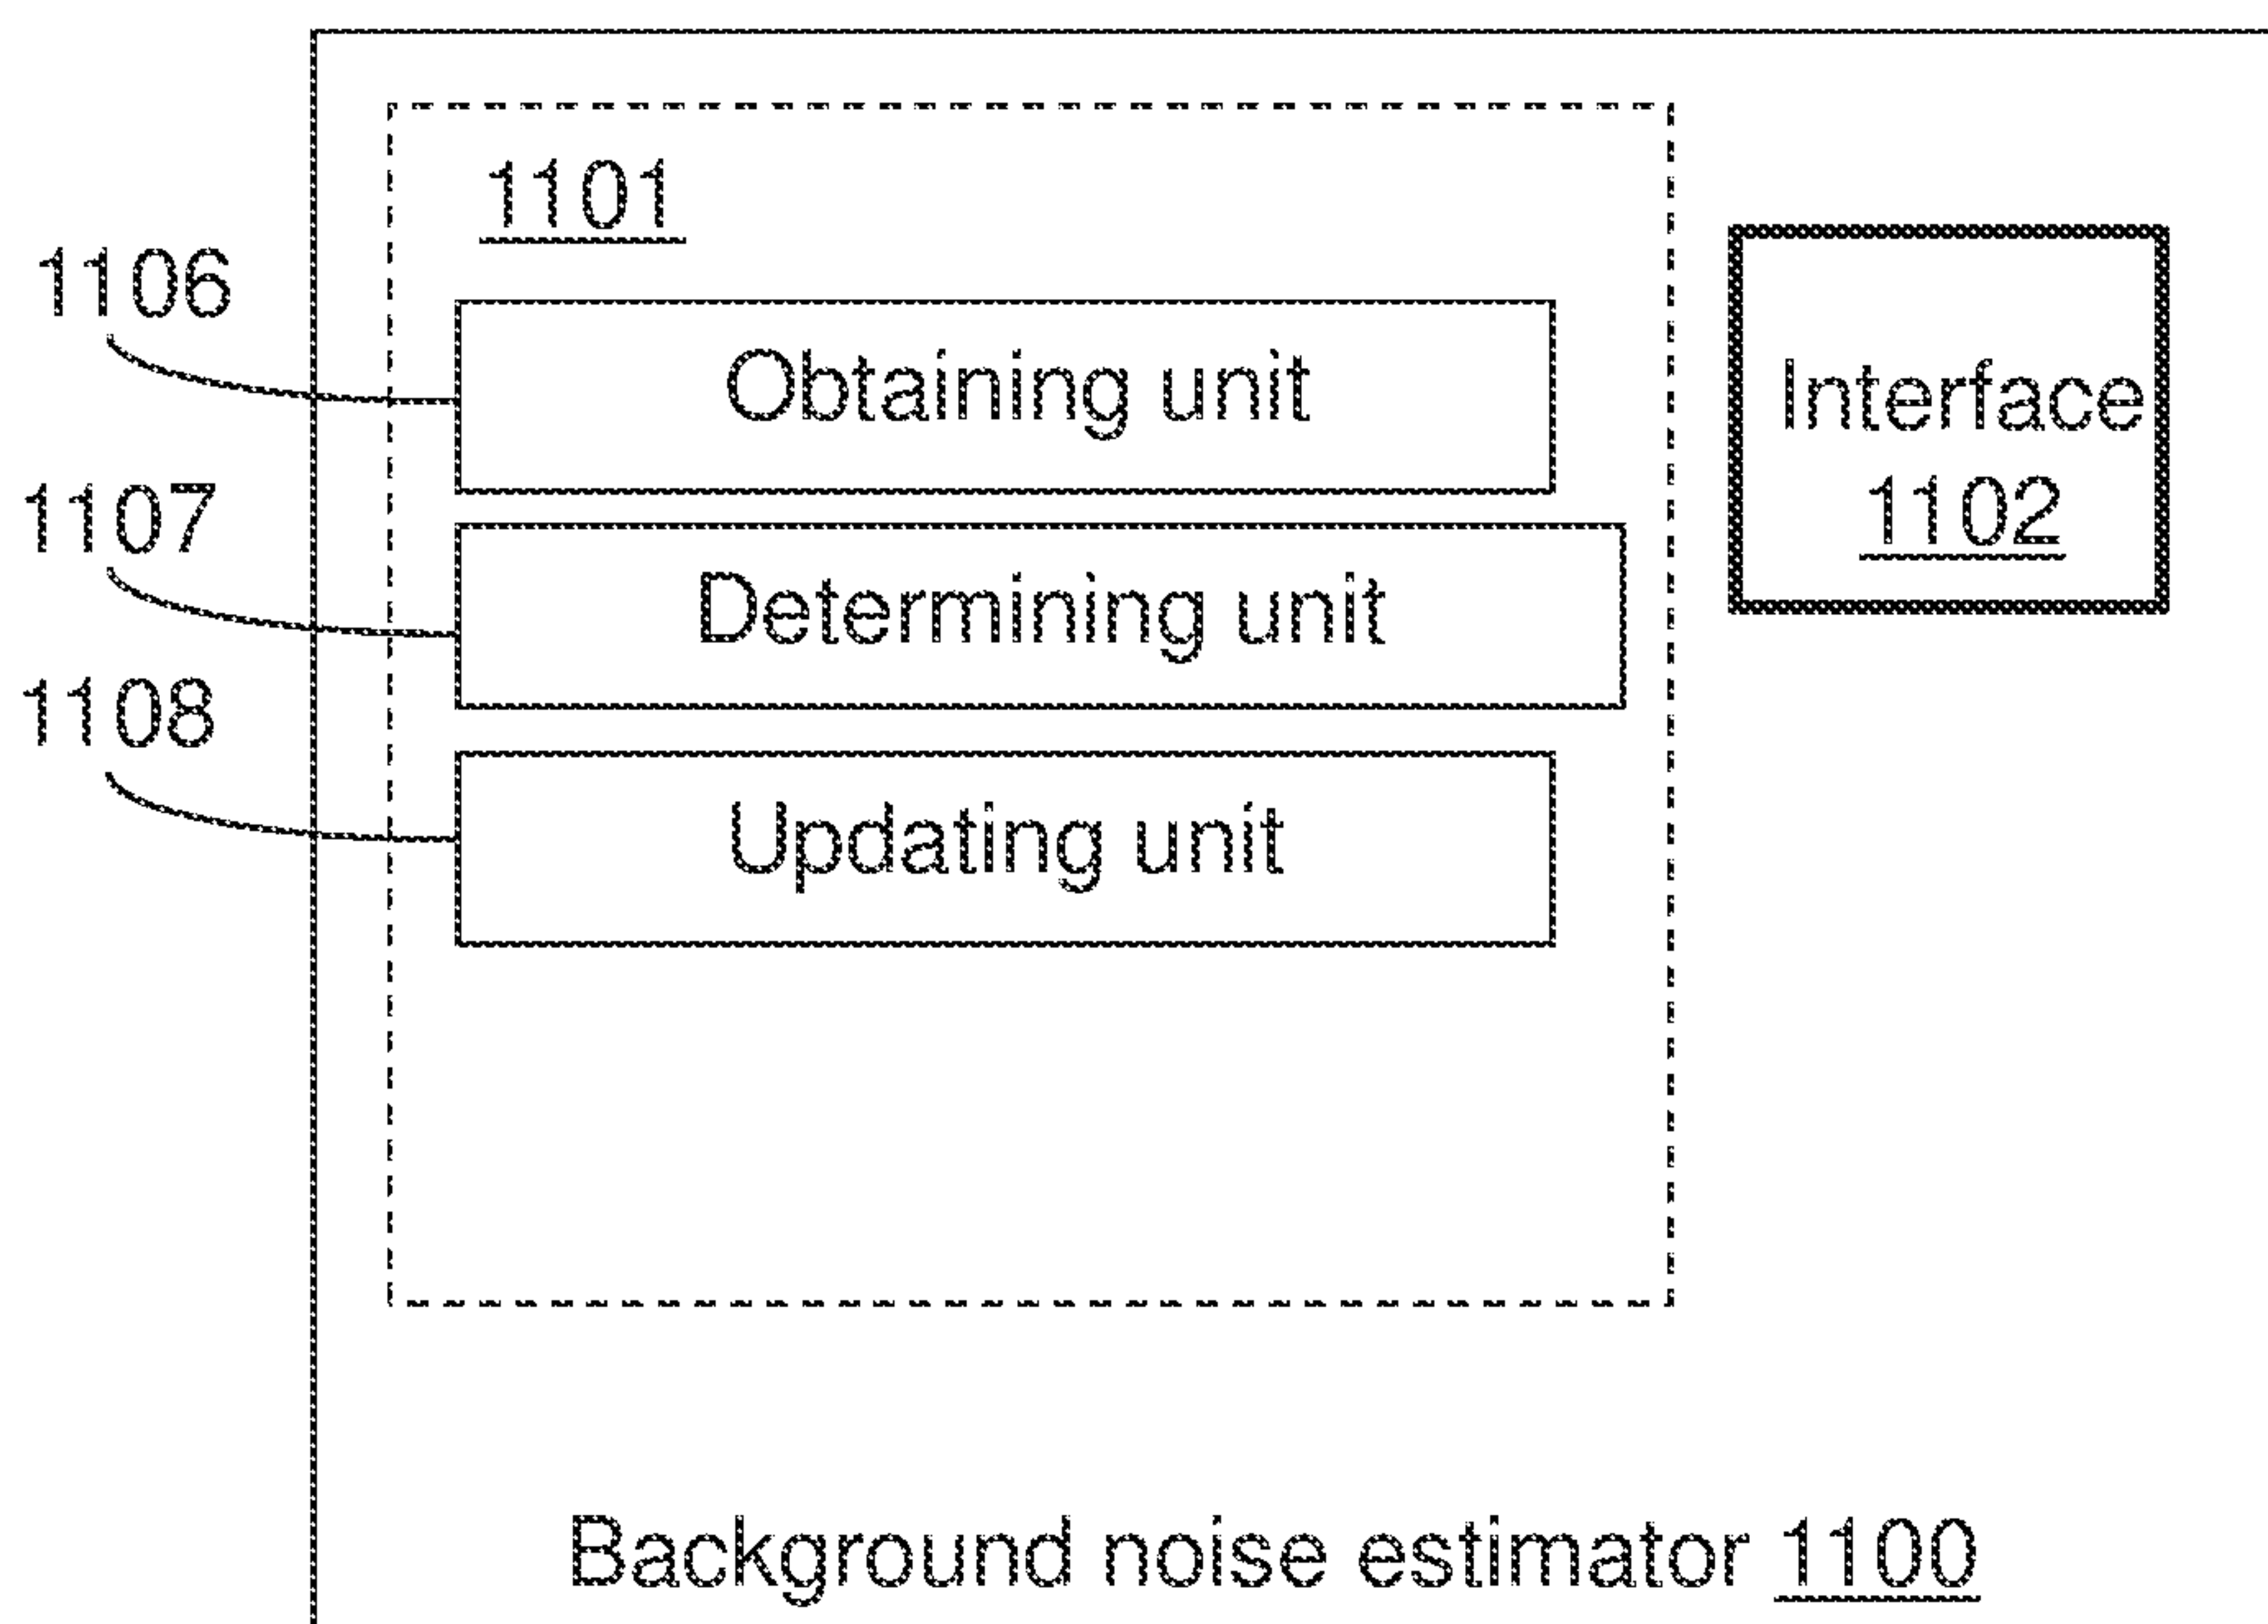 1101
1106
Obtaining unit
Interface
1102
1107
Determining unit
1108
Updating unit
Background noise estimator 1100